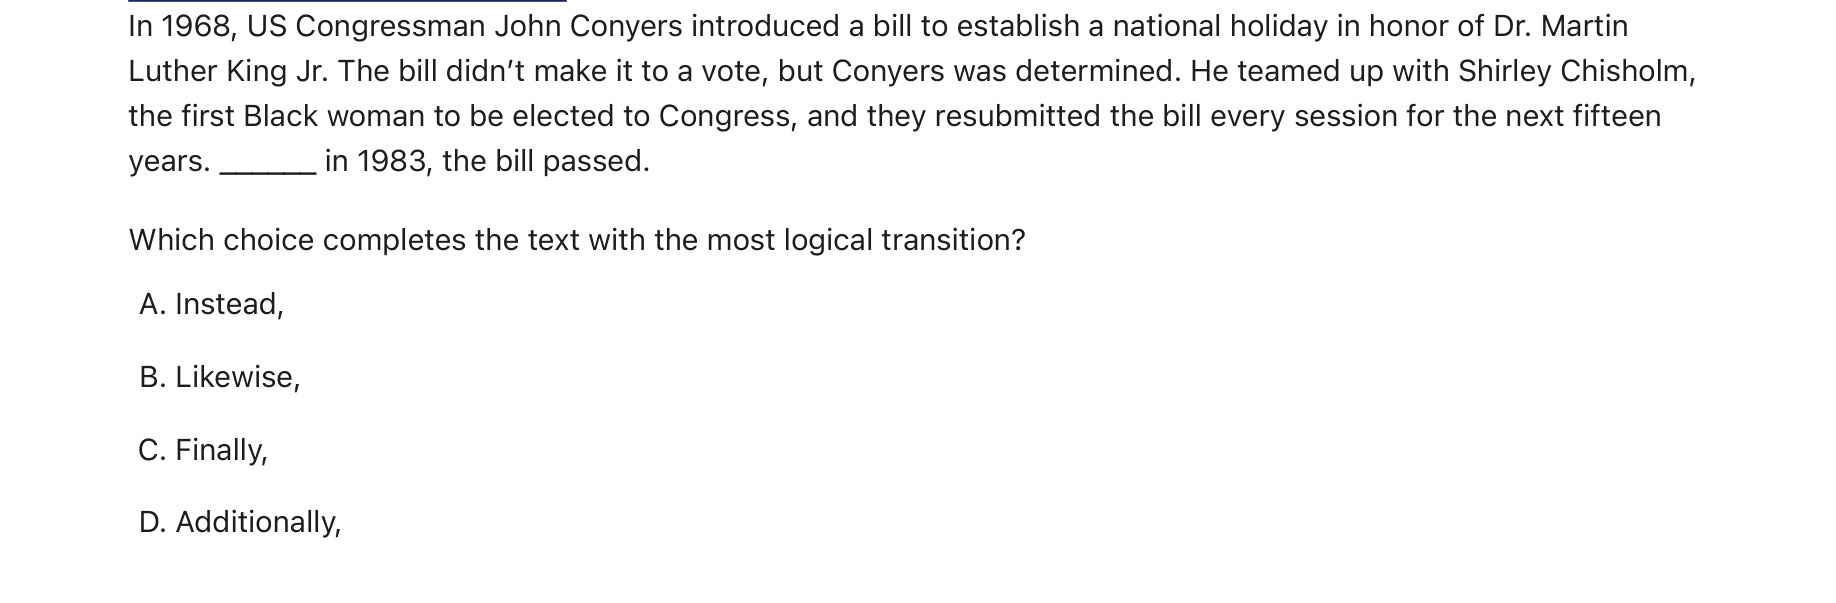 In 1968, US Congressman John Conyers introduced a bill to establish a national holiday in honor of Dr. Martin
Luther King Jr. The bill didn’t make it to a vote, but Conyers was determined. He teamed up with Shirley Chisholm,
the first Black woman to be elected to Congress, and they resubmitted the bill every session for the next fifteen
years. ______ in 1983, the bill passed.
Which choice completes the text with the most logical transition?
A. Instead,
B. Likewise,
C. Finally,
D. Additionally,